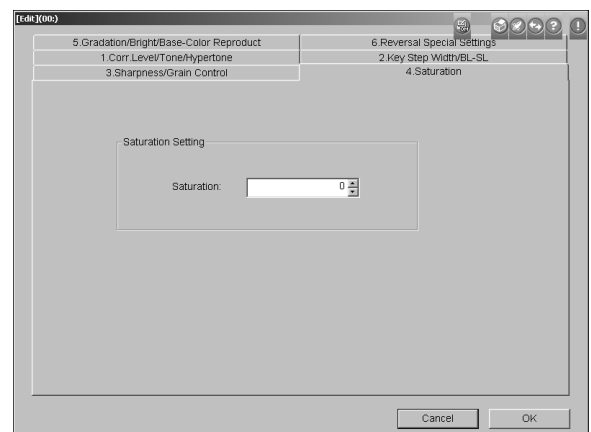 [Edit](00:)
5.Gradation/Bright/Base-Color Reproduct 6.Reversal Special Settings
1.Corr.Level/Tone/Hypertone 2.Key Step Width/BL-SL
3.Sharpness/Grain Control 4.Saturation
Saturation Setting
Saturation: 0
Cancel OK